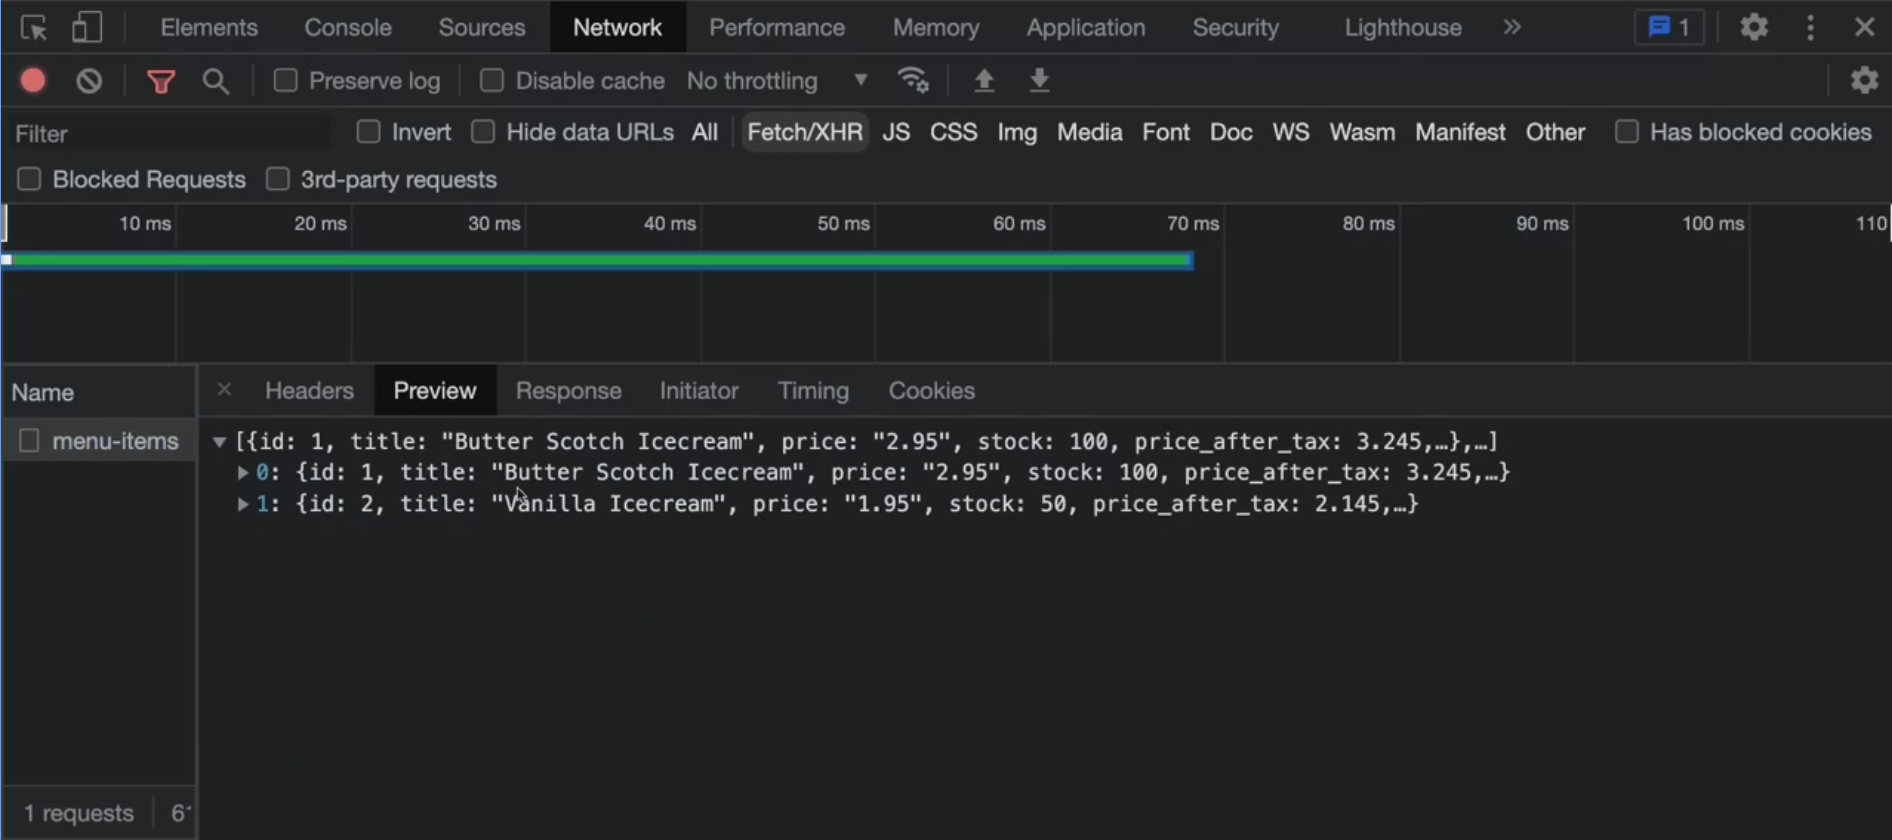 Elements Console Sources Network Performance Memory Application Security Lighthouse » 1
Preserve log Disable cache No throttling
Filter Invert Hide data URLs All Fetch/XHR JS CSS Img Media Font Doc WS Wasm Manifest Other Has blocked cookies
Blocked Requests 3rd-party requests
10 ms 20 ms 30 ms 40 ms 50 ms 60 ms 70 ms 80 ms 90 ms 100 ms 110
Name Headers Preview Response Initiator Timing Cookies
menu-items [{id: 1, title: "Butter Scotch Icecream", price: "2.95", stock: 100, price_after_tax: 3.245,…},…]
0: {id: 1, title: "Butter Scotch Icecream", price: "2.95", stock: 100, price_after_tax: 3.245,…}
1: {id: 2, title: "Vanilla Icecream", price: "1.95", stock: 50, price_after_tax: 2.145,…}
1 requests